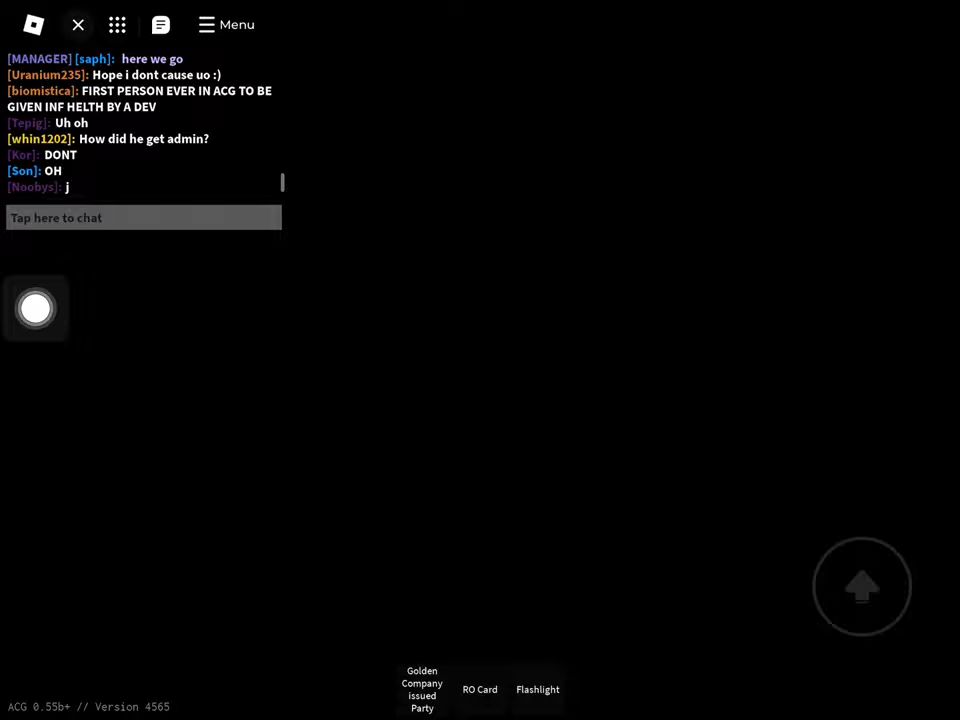 Menu
[MANAGER] [saph]: here we go
[Uranium235]: Hope i dont cause uo :)
[biomistica]: FIRST PERSON EVER IN ACG TO BE
GIVEN INF HELTH BY A DEV
[Tepig]: Uh oh
[whin1202]: How did he get admin?
[Kor]: DONT
[Son]: OH
[Noobys]: j
Tap here to chat
Golden
Company
issued
Party
RO Card
Flashlight
ACG 0.55b+ // Version 4565